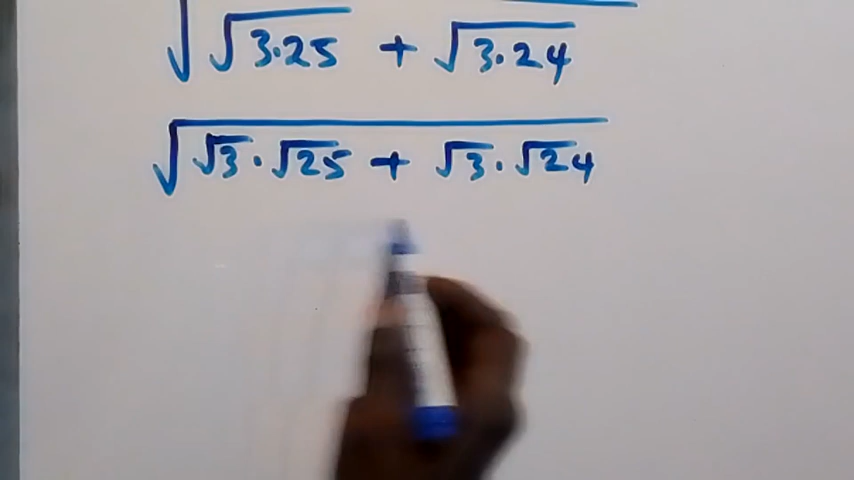 √(√(3·25) + √(3·24))
√(√3·√25 + √3·√24)